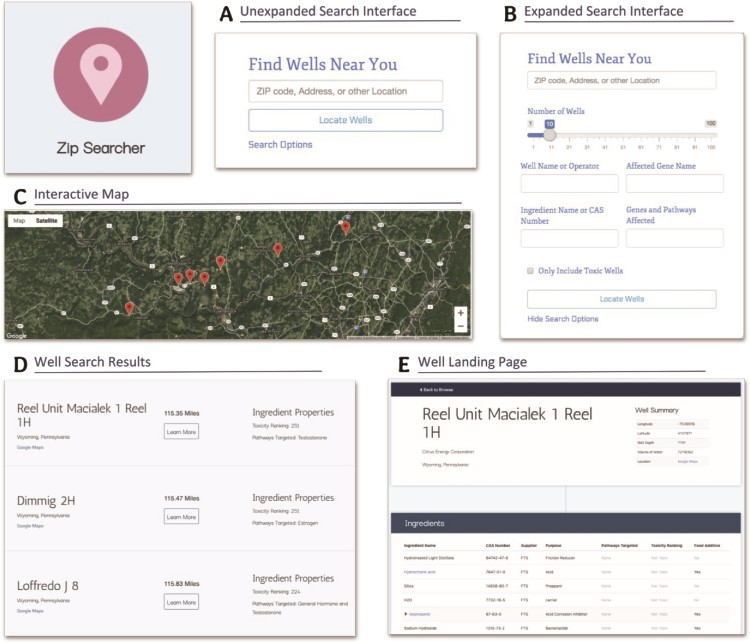 Zip Searcher
A Unexpanded Search Interface
Find Wells Near You
ZIP code, Address, or other Location
Locate Wells
Search Options
B Expanded Search Interface
Find Wells Near You
ZIP code, Address, or other Location
Number of Wells
1 10 100
1 11 21 31 41 51 61 71 81 91 100
Well Name or Operator
Affected Gene Name
Ingredient Name or CAS
Number
Genes and Pathways
Affected
Only Include Toxic Wells
Locate Wells
Hide Search Options
C Interactive Map
Map Satellite
+
−
Google
D Well Search Results
Reel Unit Macialek 1 Reel
1H
Wyoming, Pennsylvania
Google Maps
115.35 Miles
Learn More
Ingredient Properties
Toxicity Ranking: 251
Pathways Targeted: Testosterone
Dimmig 2H
Wyoming, Pennsylvania
Google Maps
115.47 Miles
Learn More
Ingredient Properties
Toxicity Ranking: 251
Pathways Targeted: Estrogen
Loffredo J 8
Wyoming, Pennsylvania
Google Maps
115.83 Miles
Learn More
Ingredient Properties
Toxicity Ranking: 224
Pathways Targeted: General Hormone and
Testosterone
E Well Landing Page
Back to Browse
Reel Unit Macialek 1 Reel
1H
Citrus Energy Corporation
Wyoming, Pennsylvania
Well Summary
Longitude
Latitude
Well Depth
Volume of Water
Location Google Maps
Ingredients
Ingredient Name CAS Number Supplier Purpose Pathways Targeted Toxicity Ranking Food Additive
Hydrotreated Light Distillate 64742-47-8 FTS Friction Reducer None Not Toxic No
Hydrochloric Acid 7647-01-0 FTS Acid None Not Toxic Yes
Silica 14808-60-7 FTS Proppant None Not Toxic Yes
H2O 7732-18-5 FTS carrier None Not Toxic No
Isopropanol 67-63-0 FTS Acid Corrosion Inhibitor None Not Toxic Yes
Sodium Hydroxide 1310-73-2 FTS Bactericide None Not Toxic Yes